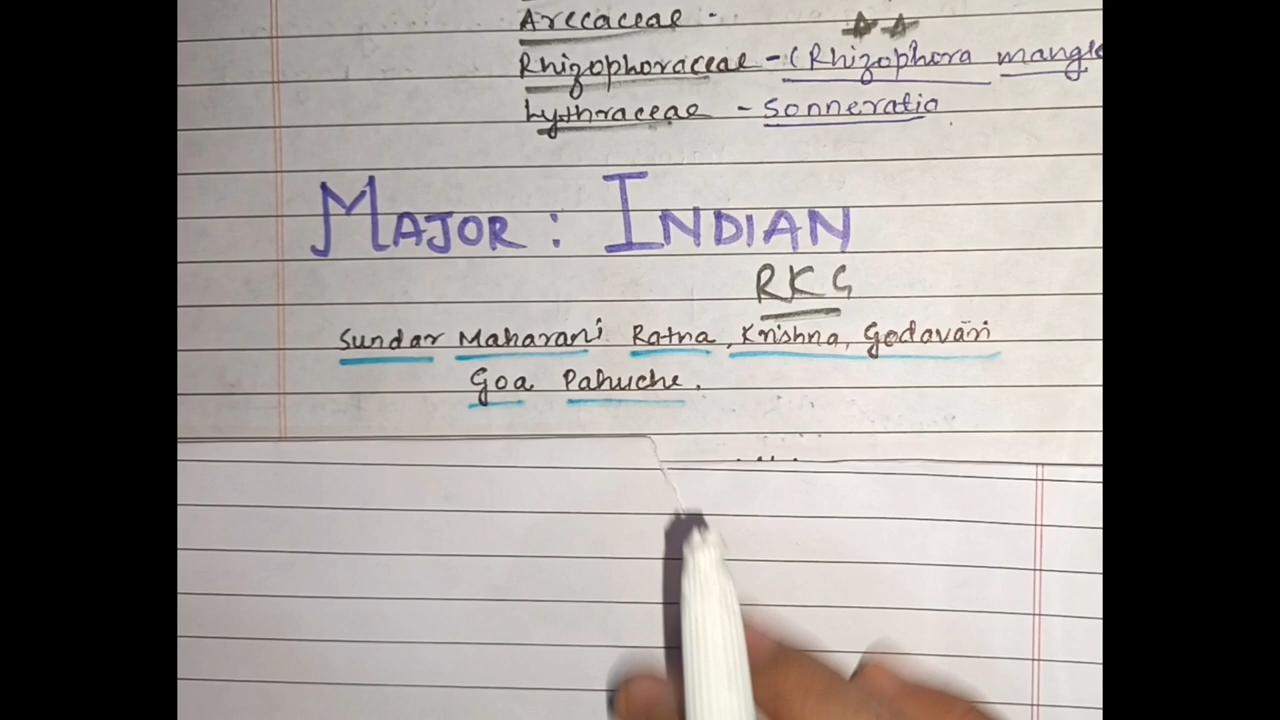 Arecaceae -
Rhizophoraceae - (Rhizophora mangle
Lythraceae - Sonneratia
MAJOR : INDIAN
RKG
Sundar Maharani Ratna, Krishna, Godavari
Goa Pahuche.